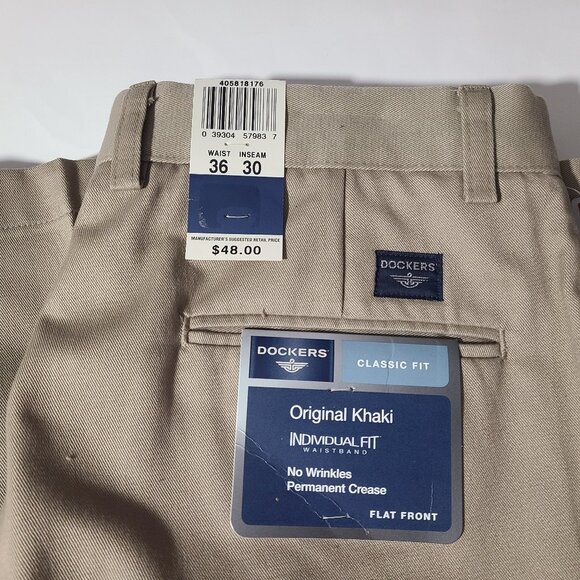 405818176
0 39304 57983 7
WAIST INSEAM
36 30
MANUFACTURER'S SUGGESTED RETAIL PRICE
$48.00
DOCKERS®
DOCKERS®
CLASSIC FIT
Original Khaki
INDIVIDUAL FIT™
WAISTBAND
No Wrinkles
Permanent Crease
FLAT FRONT